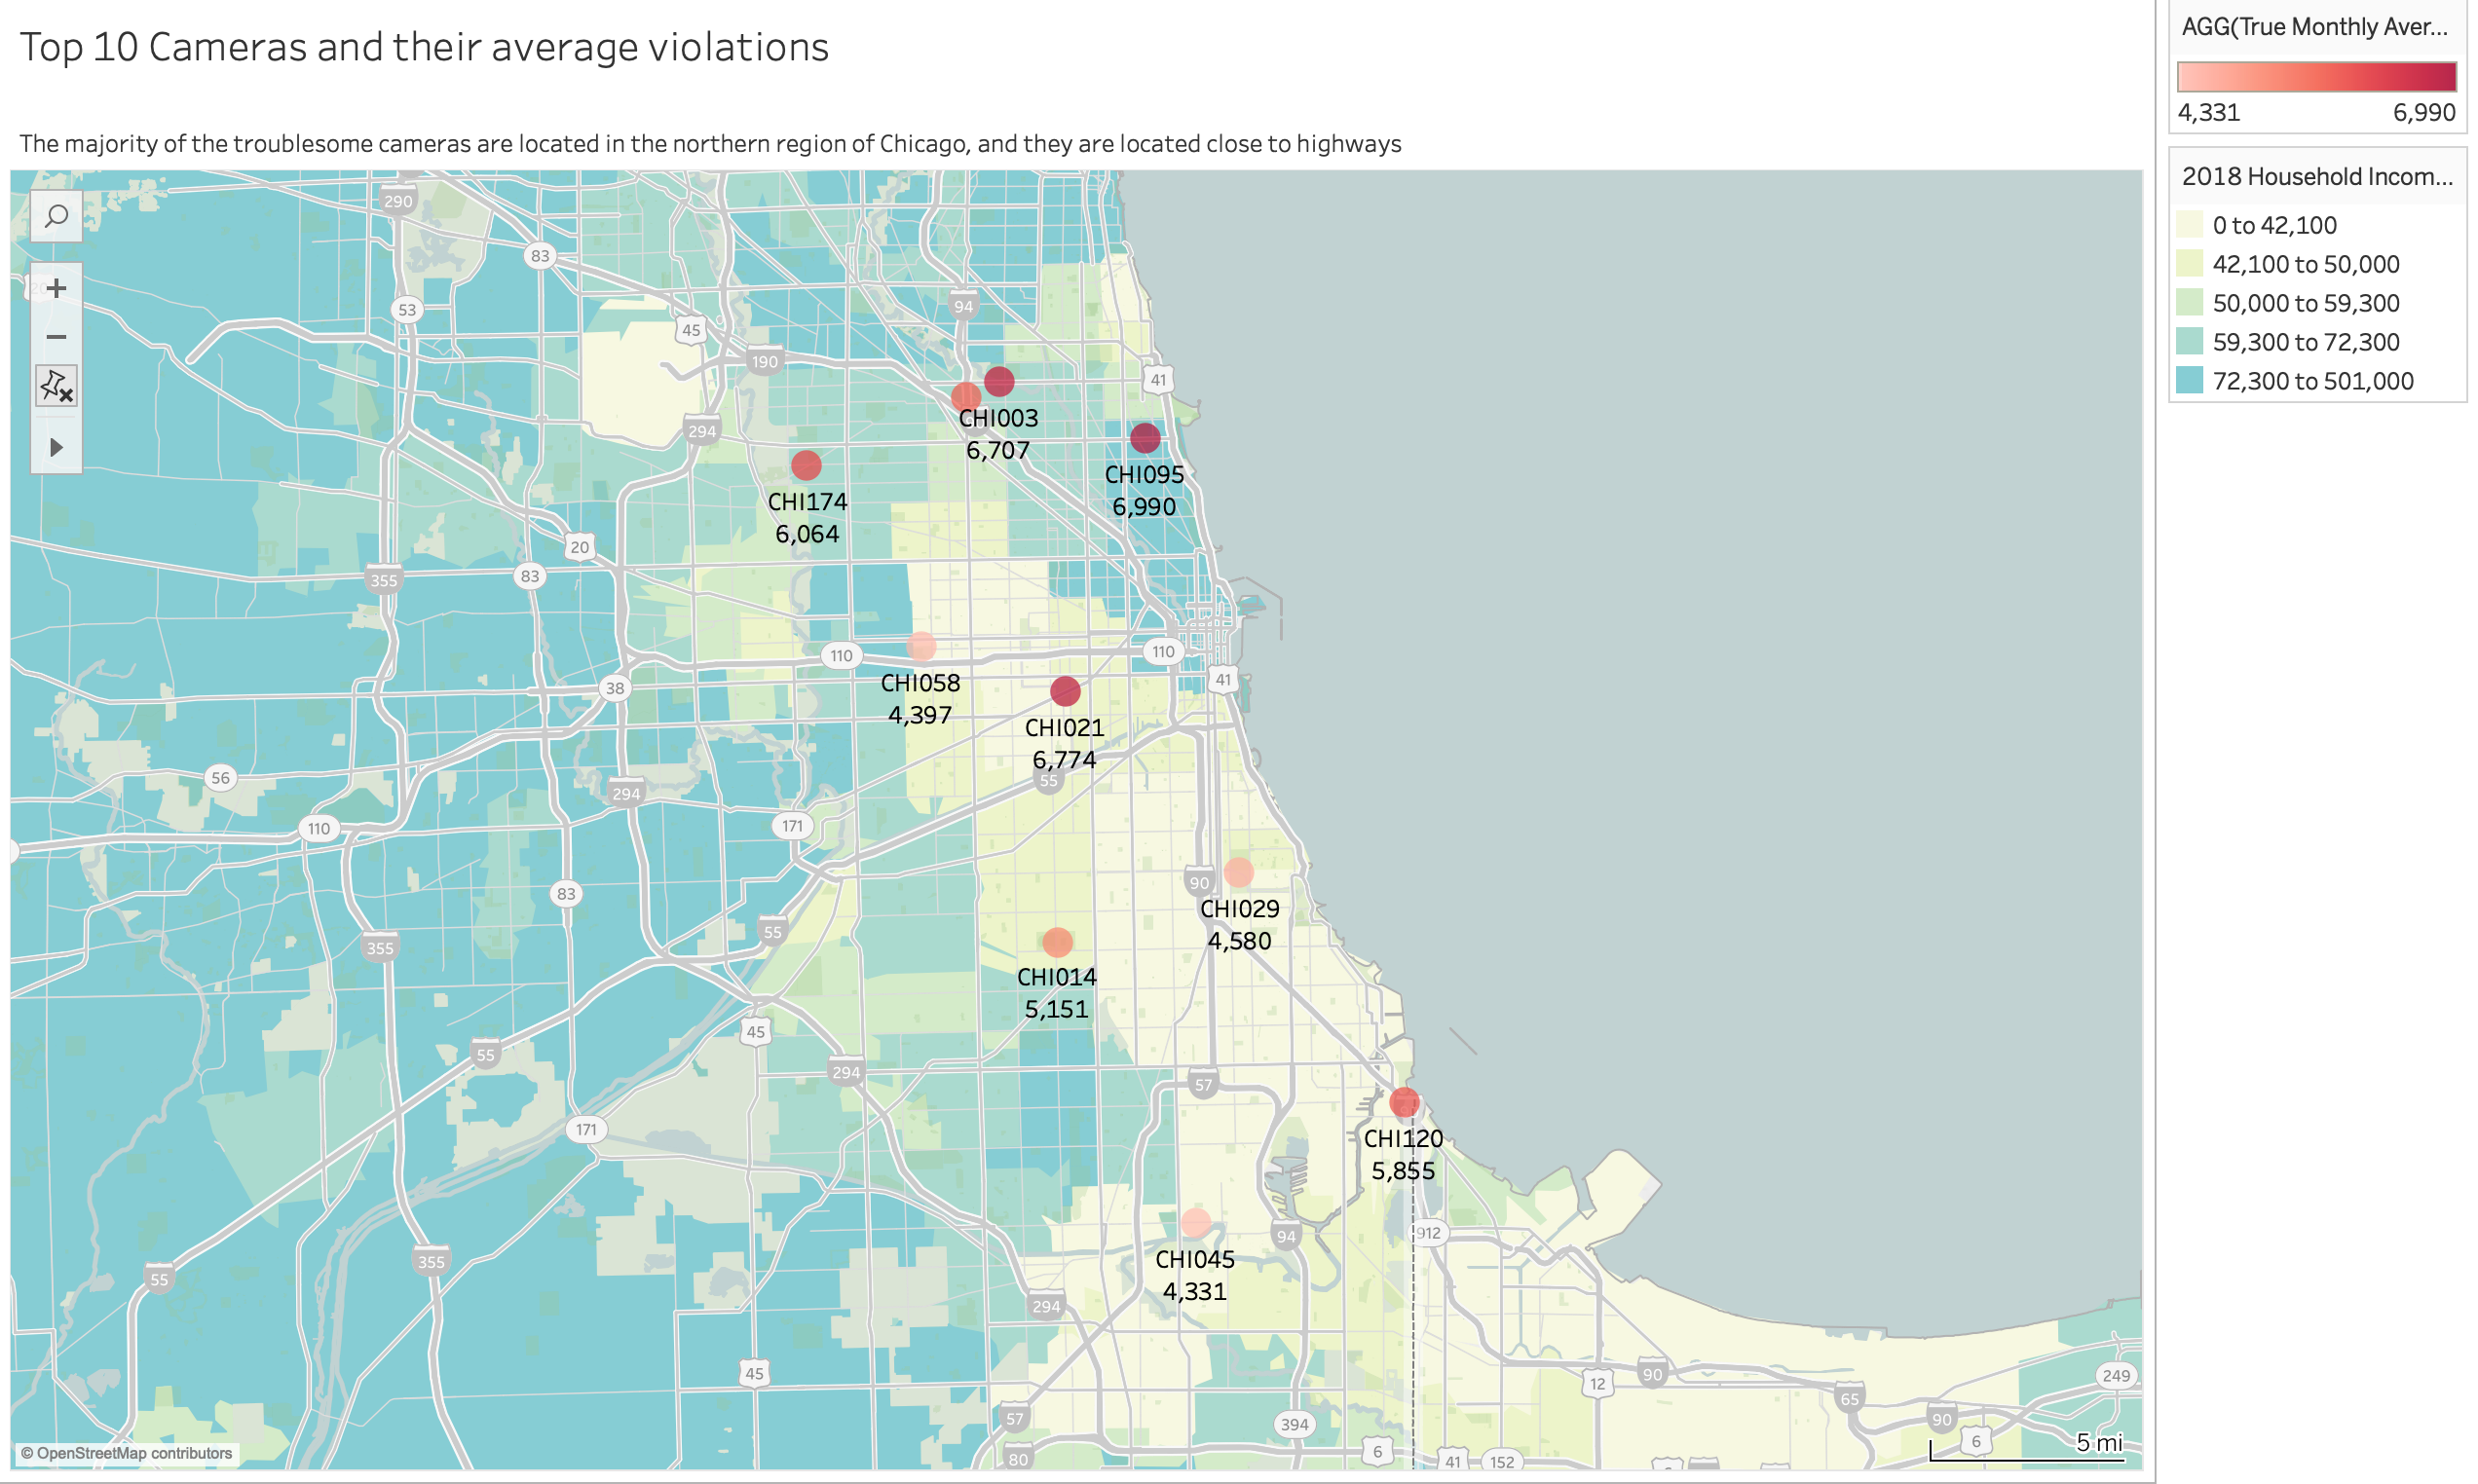 Top 10 Cameras and their average violations
AGG(True Monthly Aver...
4,331 6,990
The majority of the troublesome cameras are located in the northern region of Chicago, and they are located close to highways
2018 Household Incom...
0 to 42,100
42,100 to 50,000
50,000 to 59,300
59,300 to 72,300
72,300 to 501,000
290
83
53
94
45
190
41
294
CHI003
6,707
CHI095
6,990
CHI174
6,064
20
355
83
110
110
CHI058
4,397
38
41
CHI021
6,774
55
56
294
110
171
83
90
CHI029
4,580
55
355
CHI014
5,151
45
55
294
57
171
CHI120
5,855
912
94
CHI045
4,331
355
55
294
45
90
12
249
65
57
394
90
6
6
5 mi
80
41
152
© OpenStreetMap contributors